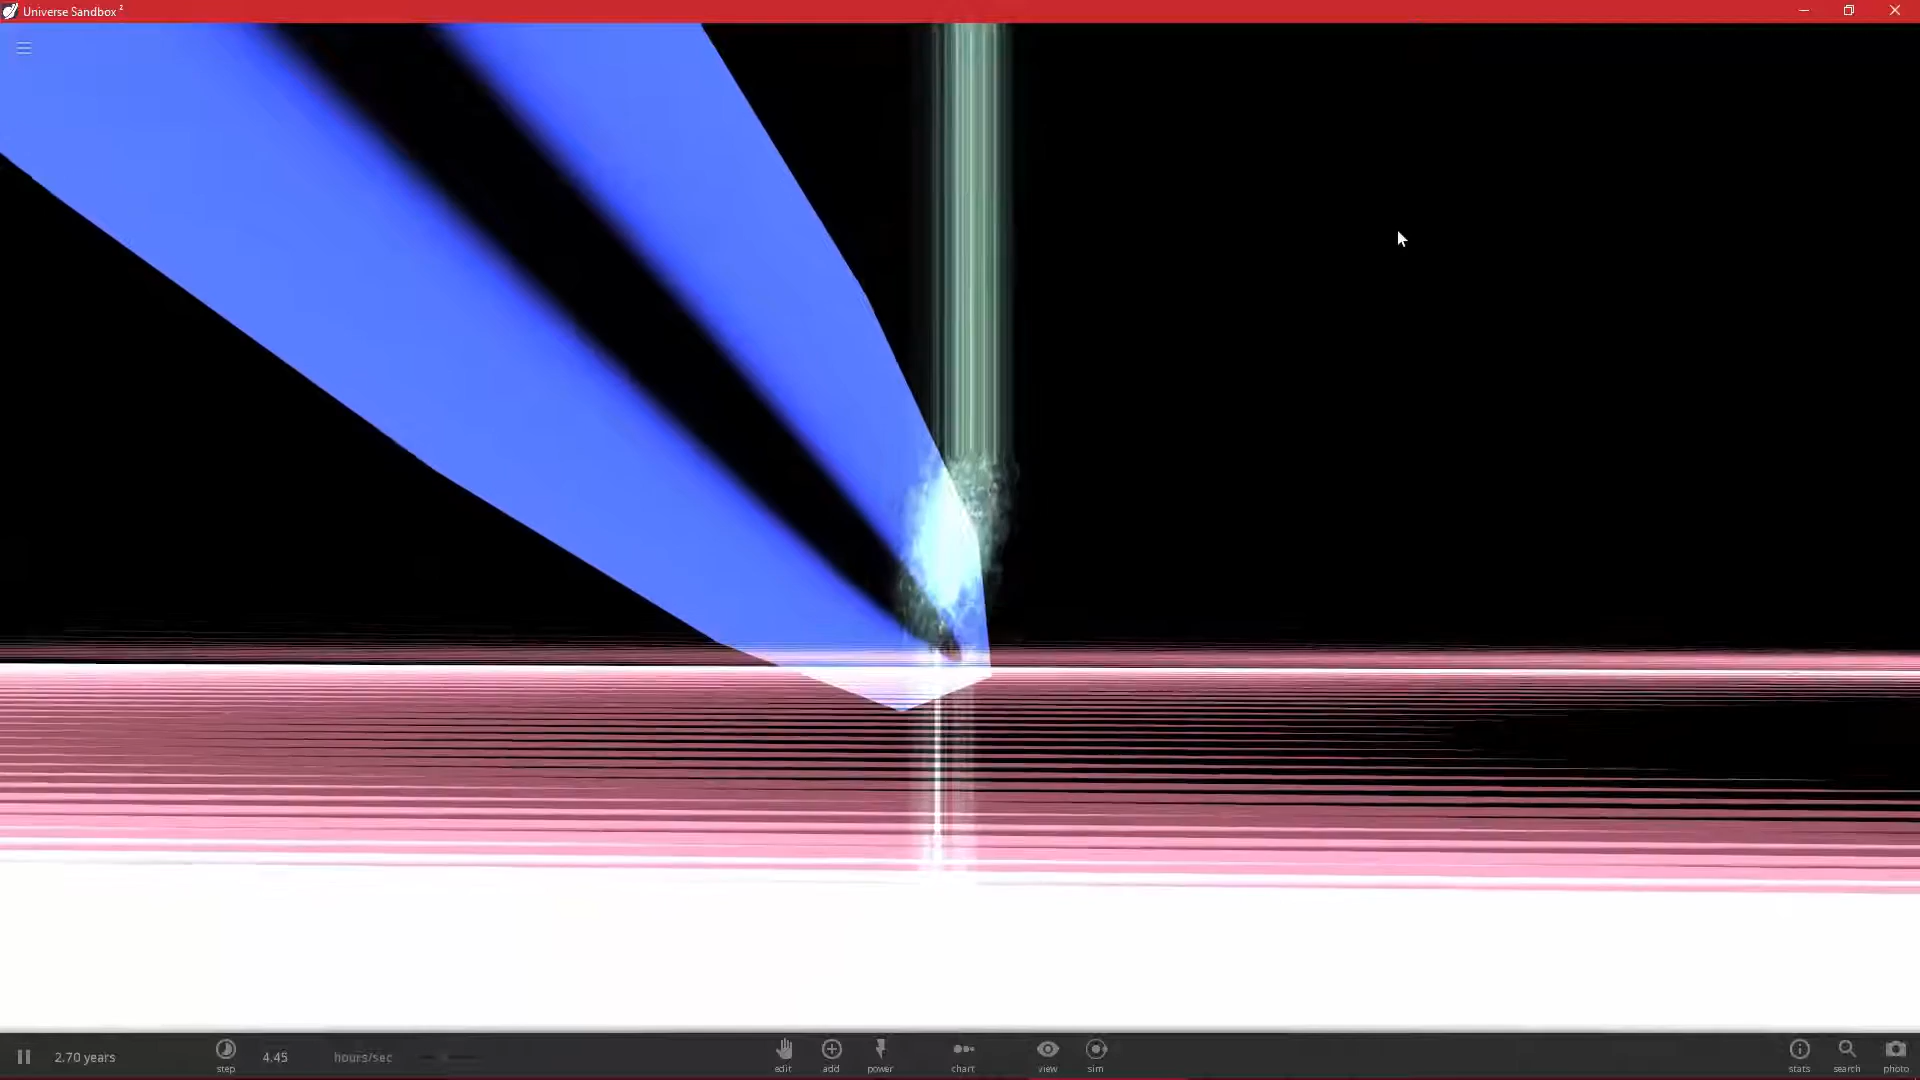 Universe Sandbox ²
2.70 years
step
4.45
hours/sec
edit
add
power
chart
view
sim
stats
search
photo